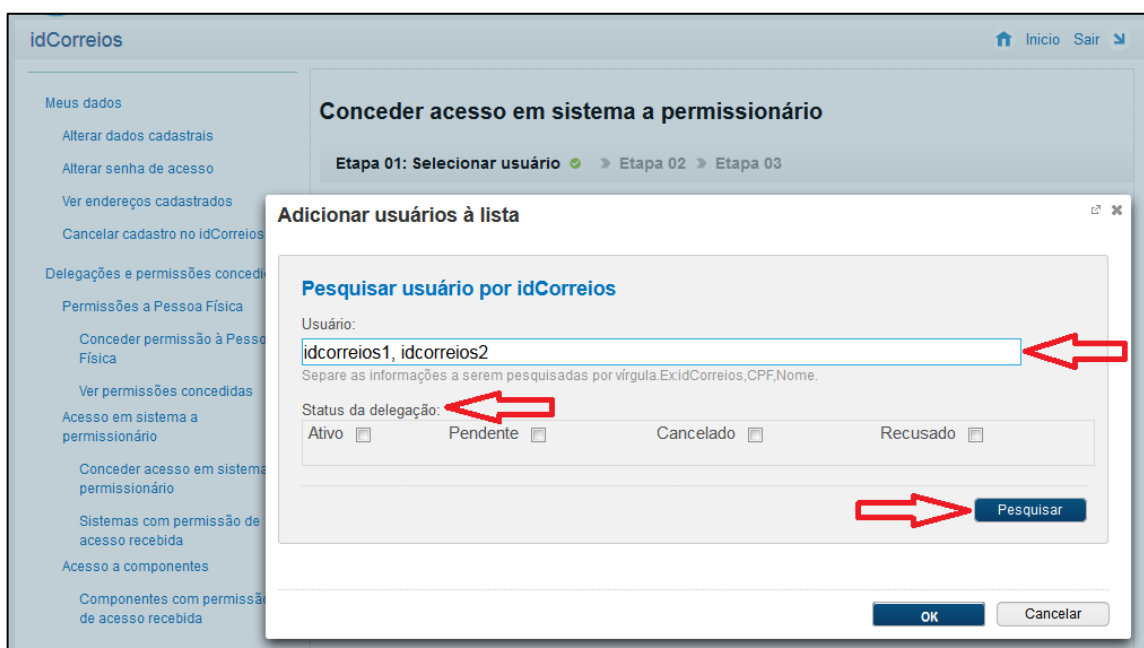 idCorreios
Inicio Sair
Meus dados
Alterar dados cadastrais
Alterar senha de acesso
Ver endereços cadastrados
Cancelar cadastro no idCorreios
Delegações e permissões concedi
Permissões a Pessoa Física
Conceder permissão à Pesso
Física
Ver permissões concedidas
Acesso em sistema a
permissionário
Conceder acesso em sistema
permissionário
Sistemas com permissão de
acesso recebida
Acesso a componentes
Componentes com permissão
de acesso recebida
Conceder acesso em sistema a permissionário
Etapa 01: Selecionar usuário » Etapa 02 » Etapa 03
Adicionar usuários à lista
Pesquisar usuário por idCorreios
Usuário:
idcorreios1, idcorreios2
Separe as informações a serem pesquisadas por vírgula.Ex:idCorreios,CPF,Nome.
Status da delegação:
Ativo Pendente Cancelado Recusado
Pesquisar
OK Cancelar